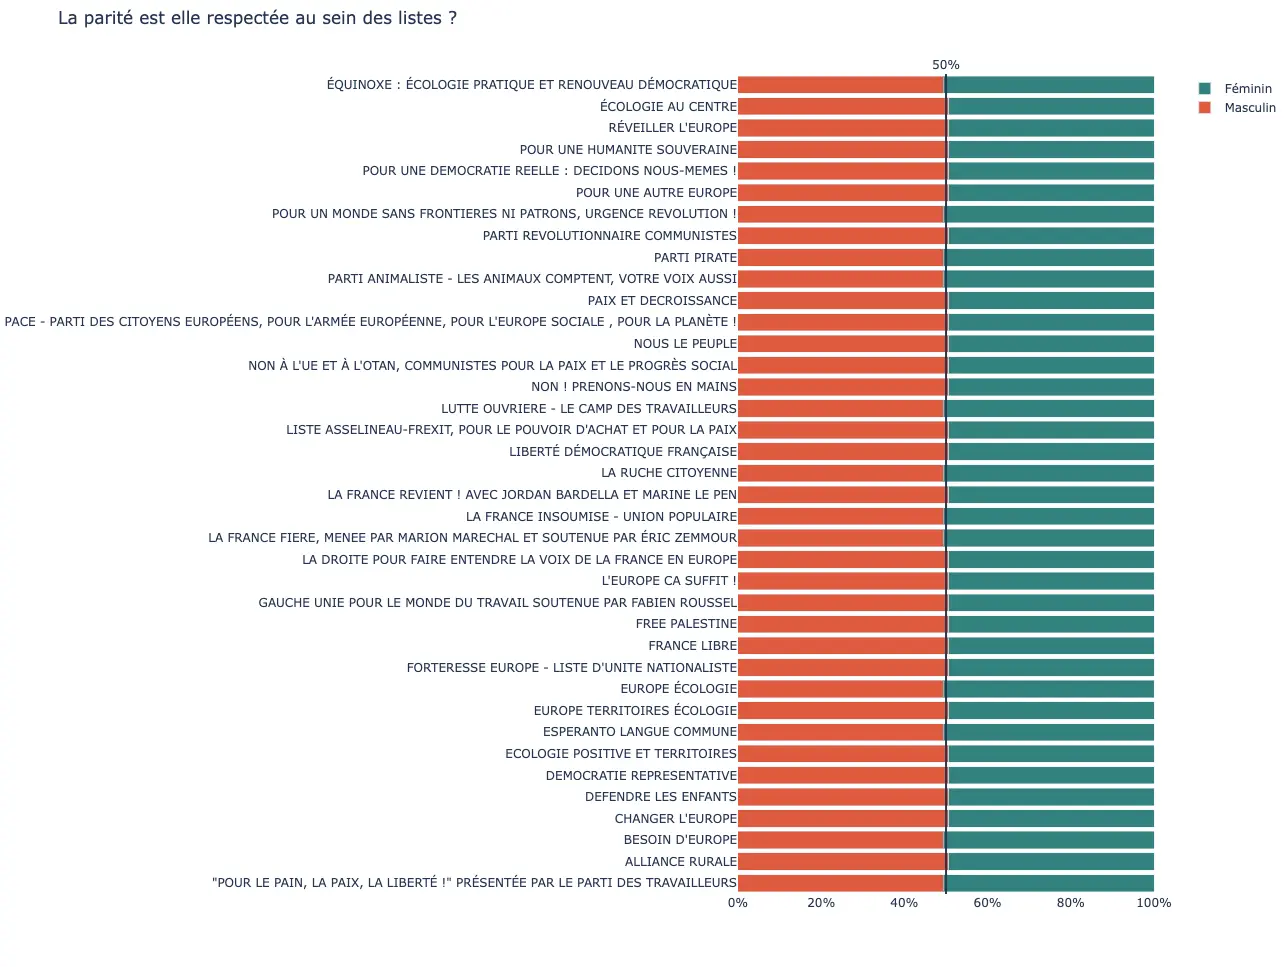 La parité est elle respectée au sein des listes ?
50%
ÉQUINOXE : ÉCOLOGIE PRATIQUE ET RENOUVEAU DÉMOCRATIQUE
ÉCOLOGIE AU CENTRE
RÉVEILLER L'EUROPE
POUR UNE HUMANITE SOUVERAINE
POUR UNE DEMOCRATIE REELLE : DECIDONS NOUS-MEMES !
POUR UNE AUTRE EUROPE
POUR UN MONDE SANS FRONTIERES NI PATRONS, URGENCE REVOLUTION !
PARTI REVOLUTIONNAIRE COMMUNISTES
PARTI PIRATE
PARTI ANIMALISTE - LES ANIMAUX COMPTENT, VOTRE VOIX AUSSI
PAIX ET DECROISSANCE
PACE - PARTI DES CITOYENS EUROPÉENS, POUR L'ARMÉE EUROPÉENNE, POUR L'EUROPE SOCIALE , POUR LA PLANÈTE !
NOUS LE PEUPLE
NON À L'UE ET À L'OTAN, COMMUNISTES POUR LA PAIX ET LE PROGRÈS SOCIAL
NON ! PRENONS-NOUS EN MAINS
LUTTE OUVRIERE - LE CAMP DES TRAVAILLEURS
LISTE ASSELINEAU-FREXIT, POUR LE POUVOIR D'ACHAT ET POUR LA PAIX
LIBERTÉ DÉMOCRATIQUE FRANÇAISE
LA RUCHE CITOYENNE
LA FRANCE REVIENT ! AVEC JORDAN BARDELLA ET MARINE LE PEN
LA FRANCE INSOUMISE - UNION POPULAIRE
LA FRANCE FIERE, MENEE PAR MARION MARECHAL ET SOUTENUE PAR ÉRIC ZEMMOUR
LA DROITE POUR FAIRE ENTENDRE LA VOIX DE LA FRANCE EN EUROPE
L'EUROPE CA SUFFIT !
GAUCHE UNIE POUR LE MONDE DU TRAVAIL SOUTENUE PAR FABIEN ROUSSEL
FREE PALESTINE
FRANCE LIBRE
FORTERESSE EUROPE - LISTE D'UNITE NATIONALISTE
EUROPE ÉCOLOGIE
EUROPE TERRITOIRES ÉCOLOGIE
ESPERANTO LANGUE COMMUNE
ECOLOGIE POSITIVE ET TERRITOIRES
DEMOCRATIE REPRESENTATIVE
DEFENDRE LES ENFANTS
CHANGER L'EUROPE
BESOIN D'EUROPE
ALLIANCE RURALE
"POUR LE PAIN, LA PAIX, LA LIBERTÉ !" PRÉSENTÉE PAR LE PARTI DES TRAVAILLEURS
0% 20% 40% 60% 80% 100%
Féminin
Masculin